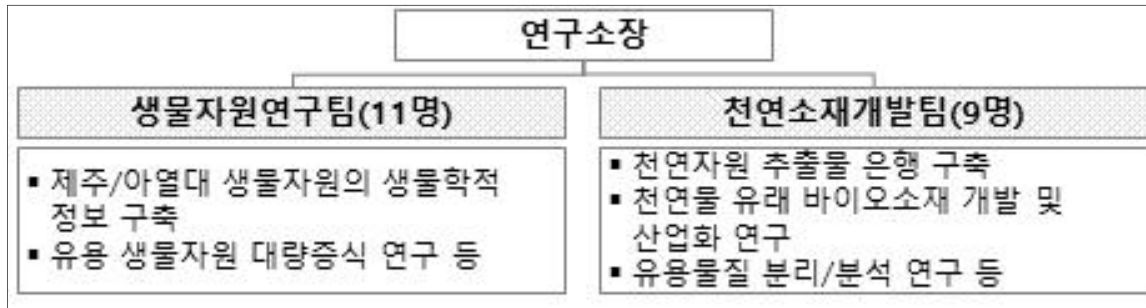 연구소장
생물자원연구팀(11명)
▪ 제주/아열대 생물자원의 생물학적
정보 구축
▪ 유용 생물자원 대량증식 연구 등
천연소재개발팀(9명)
▪ 천연자원 추출물 은행 구축
▪ 천연물 유래 바이오소재 개발 및
산업화 연구
▪ 유용물질 분리/분석 연구 등